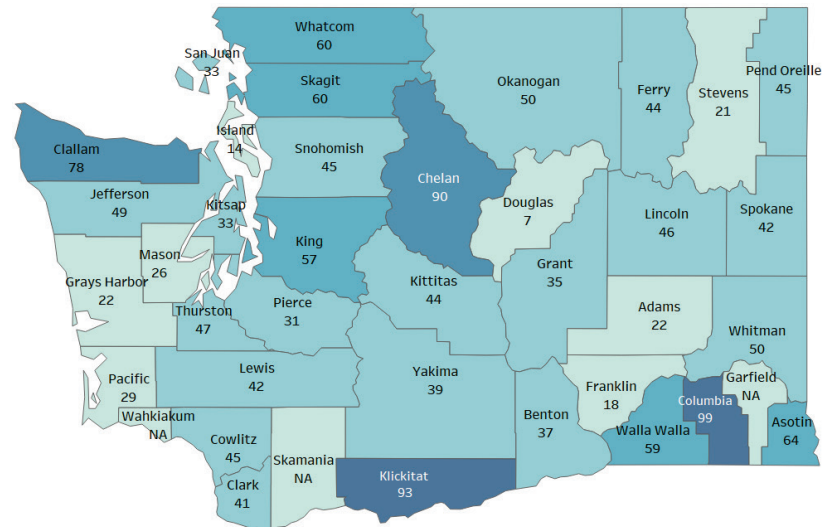 Whatcom
60
San Juan
33
Skagit
60
Okanogan
50
Ferry
44
Stevens
21
Pend Oreille
45
Island
14
Clallam
78
Snohomish
45
Chelan
90
Jefferson
49
Kitsap
33
Douglas
7
Lincoln
46
Spokane
42
King
57
Mason
26
Grays Harbor
22
Kittitas
44
Grant
35
Thurston
47
Pierce
31
Adams
22
Whitman
50
Lewis
42
Yakima
39
Pacific
29
Franklin
18
Garfield
NA
Columbia
99
Wahkiakum
NA
Benton
37
Walla Walla
59
Asotin
64
Cowlitz
45
Skamania
NA
Klickitat
93
Clark
41